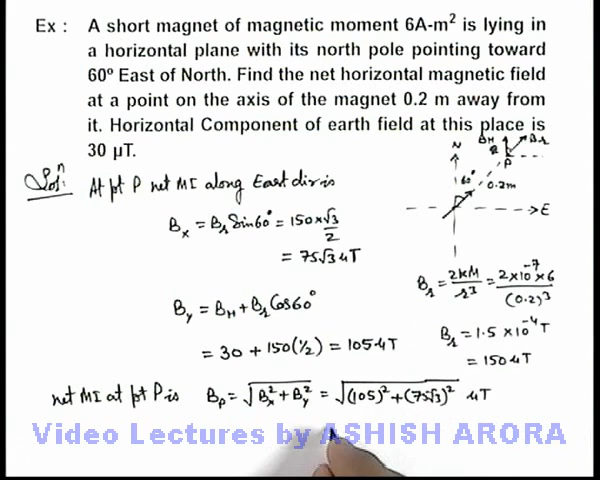 Ex : A short magnet of magnetic moment 6A-m² is lying in
a horizontal plane with its north pole pointing toward
60º East of North. Find the net horizontal magnetic field
at a point on the axis of the magnet 0.2 m away from
it. Horizontal Component of earth field at this place is
30 μT.
Solⁿ: At pt P net MI along East dir is
Bx = B₁ Sin60° = 150×√3/2
= 75√3 μT
By = BH + B₁ Cos60°
= 30 + 150(1/2) = 105 μT
net MI at pt P is Bp = √(Bx² + By²) = √((105)² + (75√3)²) μT
N
BH
B₁
P
60°
0.2m
E
B₁ = 2KM/r³ = 2×10⁻⁷×6/(0.2)³
B₁ = 1.5 × 10⁻⁴ T
= 150 μT
Video Lectures by ASHISH ARORA